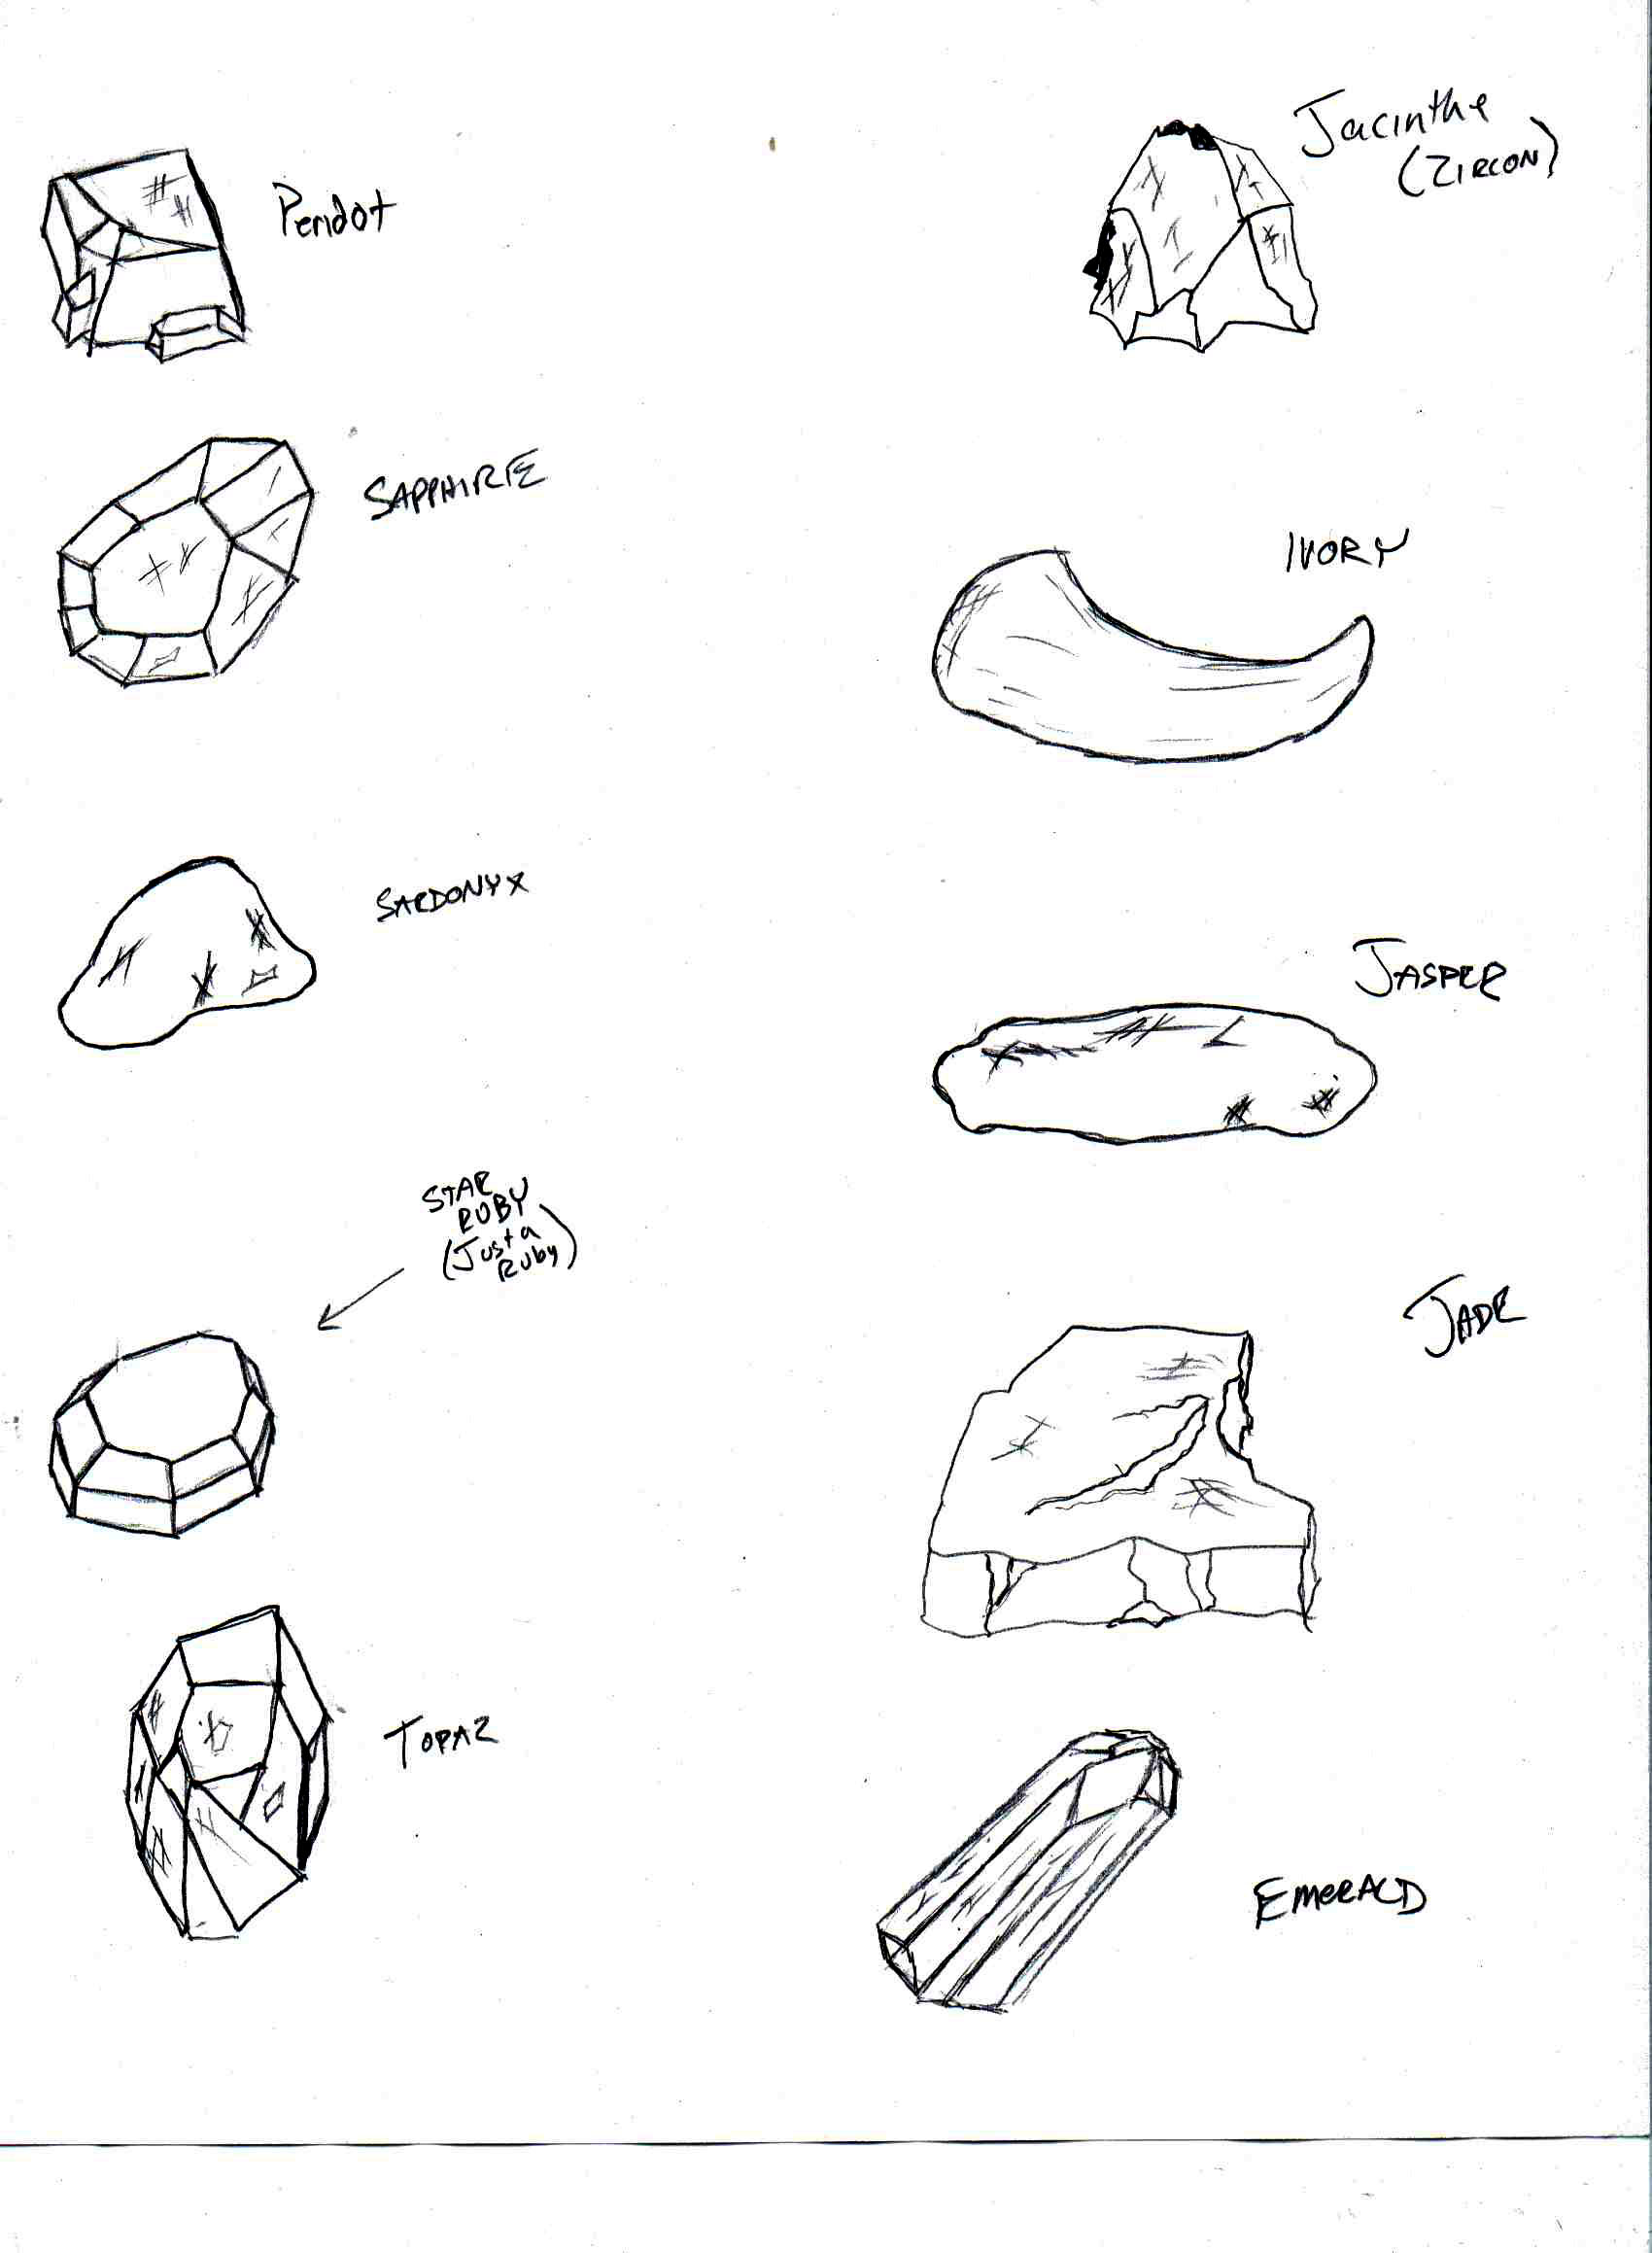 Peridot
SAPPHIRE
SARDONYX
STAR
RUBY
(Just a
Ruby)
TOPAZ
Jacinthe
(ZIRCON)
IVORY
JASPER
JADE
EMERALD